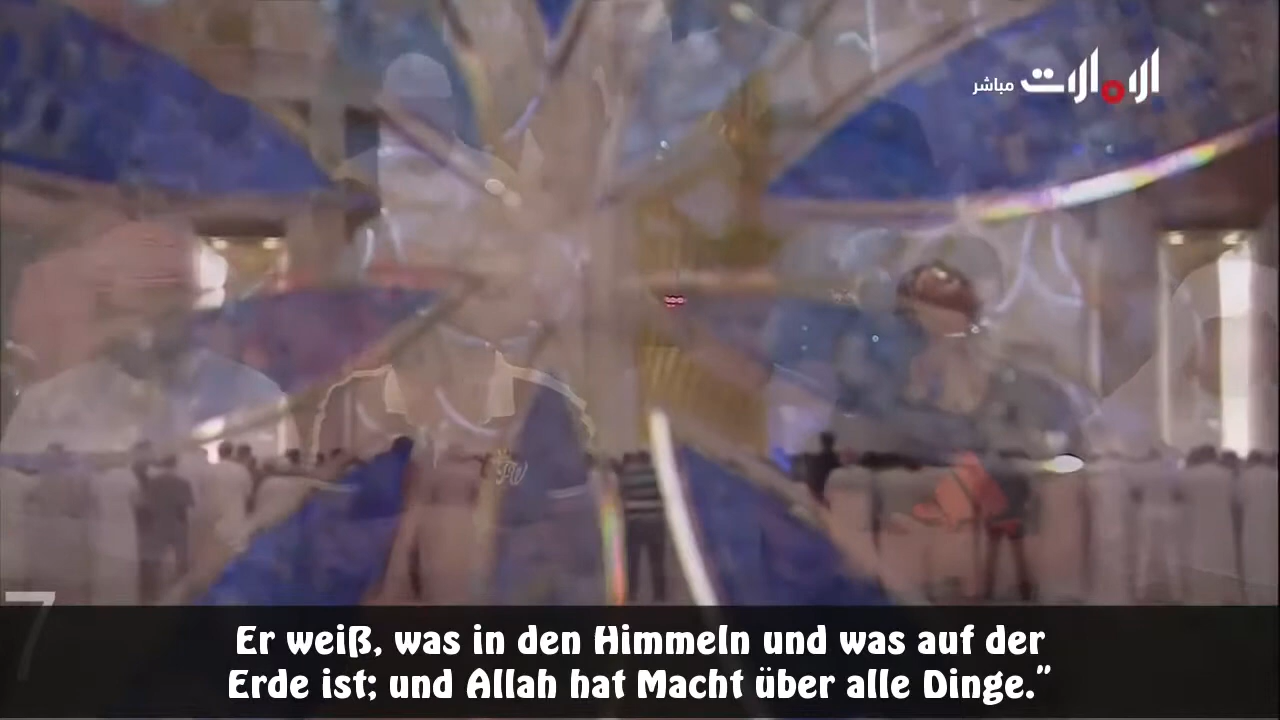 الإمارات مباشر
7
Er weiß, was in den Himmeln und was auf der
Erde ist; und Allah hat Macht über alle Dinge.”